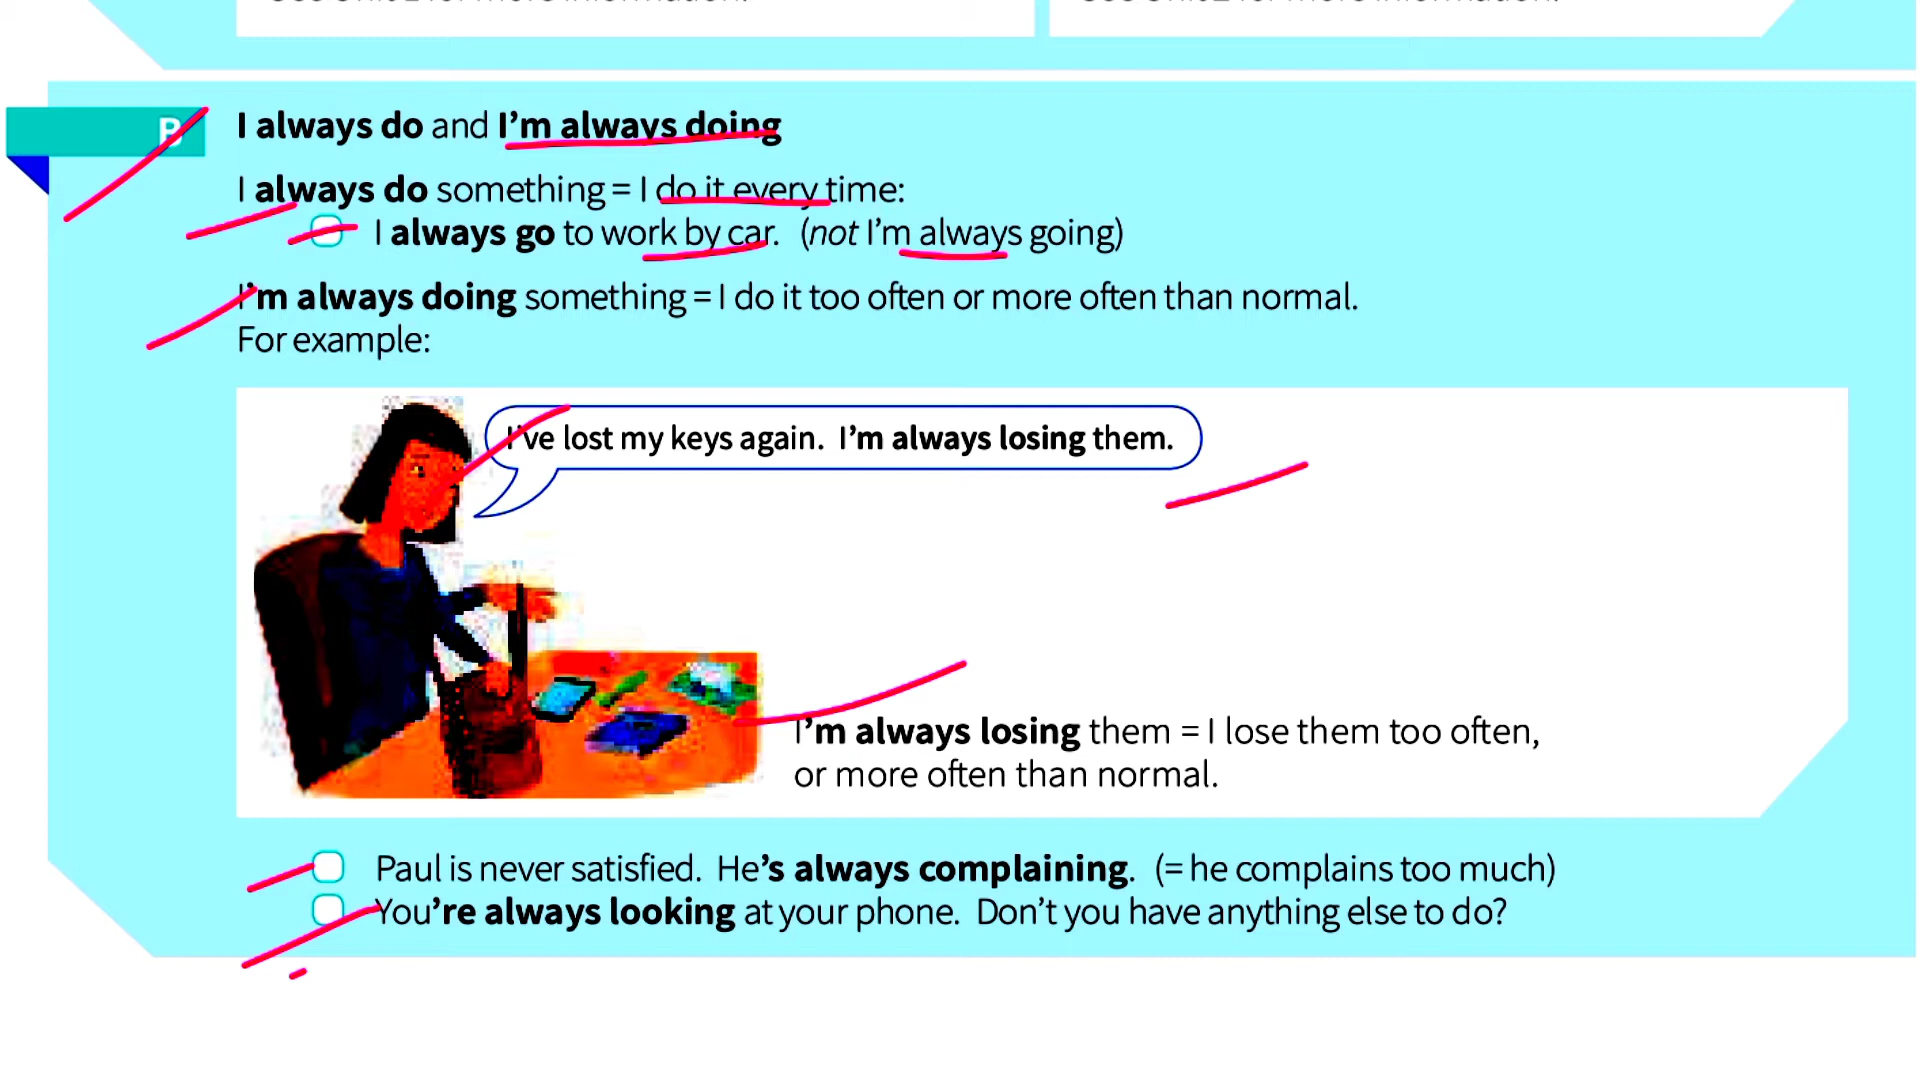 B
I always do and I'm always doing
I always do something = I do it every time:
I always go to work by car. (not I'm always going)
I'm always doing something = I do it too often or more often than normal.
For example:
I've lost my keys again. I'm always losing them.
I'm always losing them = I lose them too often,
or more often than normal.
Paul is never satisfied. He's always complaining. (= he complains too much)
You're always looking at your phone. Don't you have anything else to do?